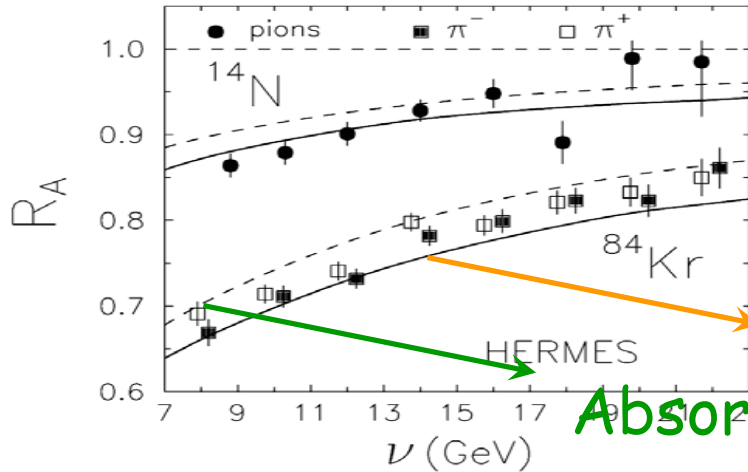 pions π⁻ π⁺
1.0
¹⁴N
0.9
R_A
0.8
⁸⁴Kr
0.7
HERMES
0.6
7 9 11 13 15 17
Absor
ν (GeV)